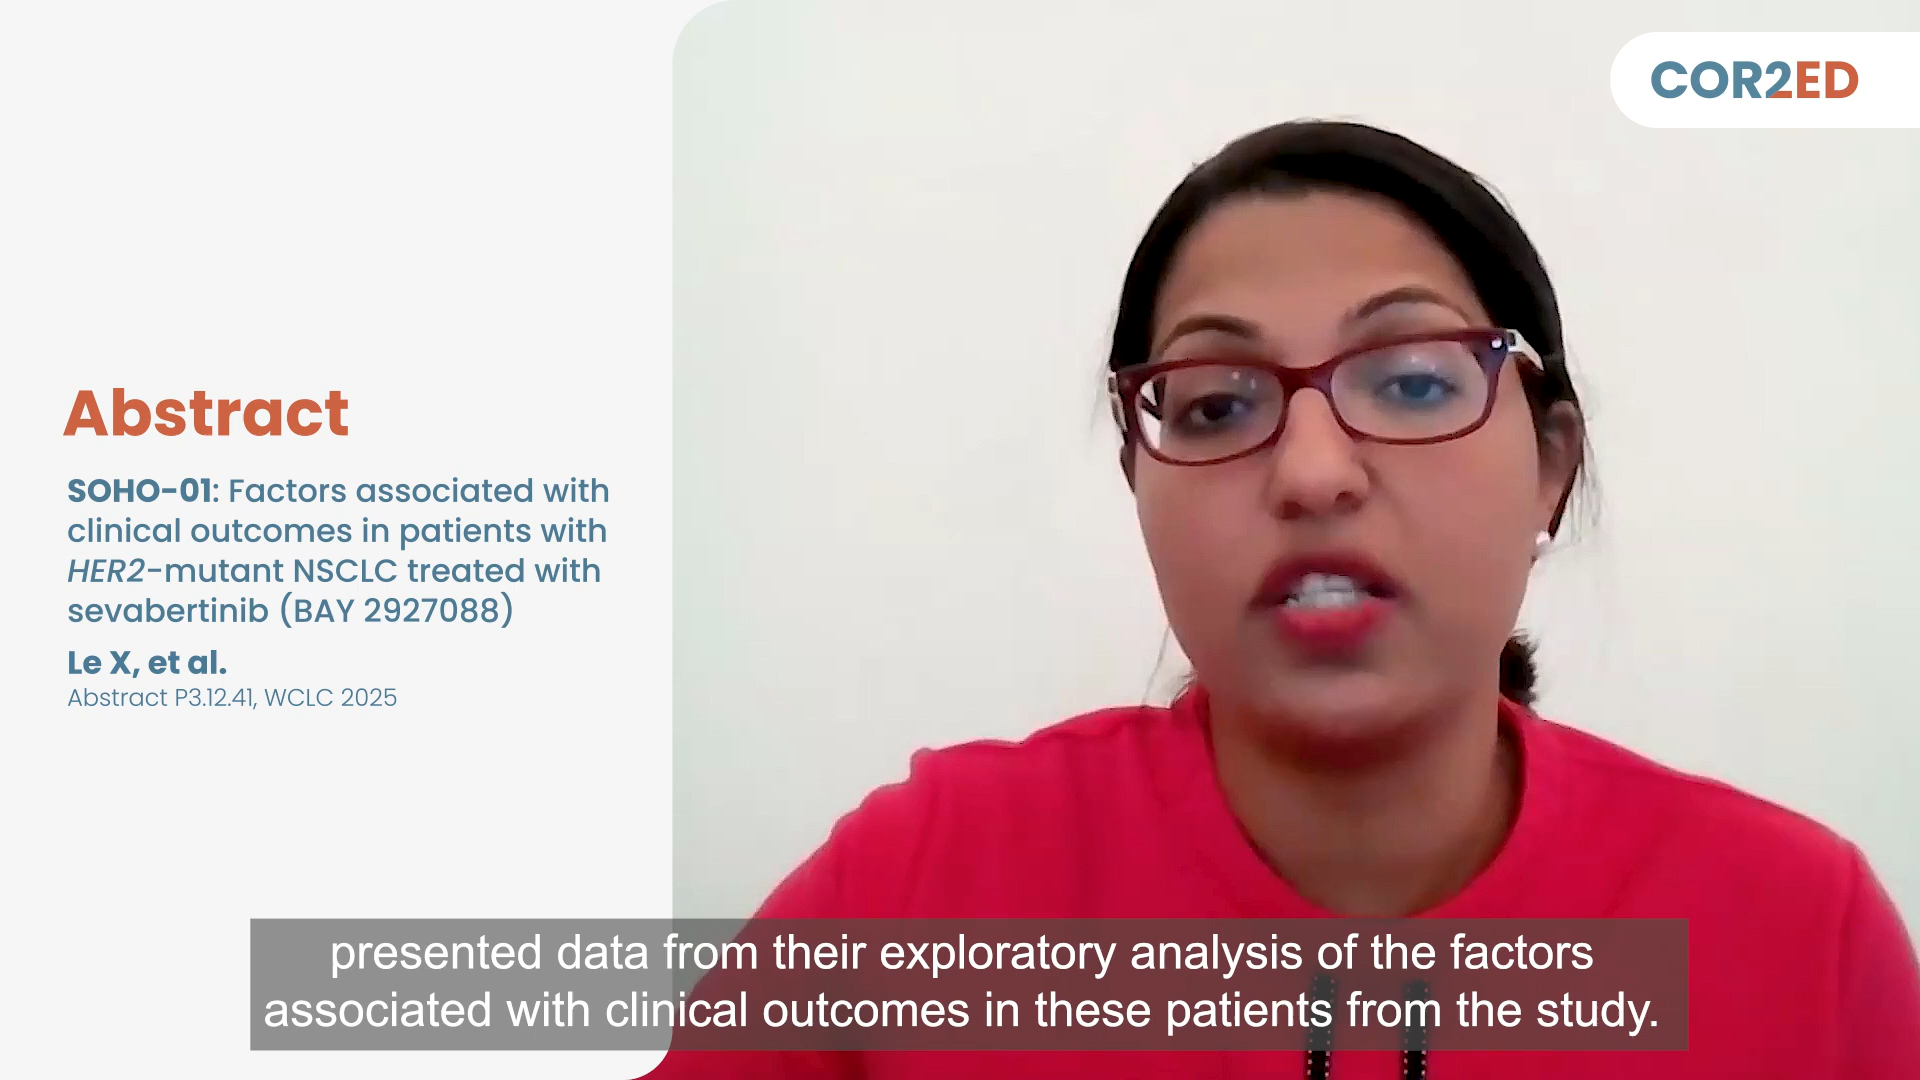 COR2ED
Abstract
SOHO-01: Factors associated with
clinical outcomes in patients with
HER2-mutant NSCLC treated with
sevabertinib (BAY 2927088)
Le X, et al.
Abstract P3.12.41, WCLC 2025
presented data from their exploratory analysis of the factors
associated with clinical outcomes in these patients from the study.